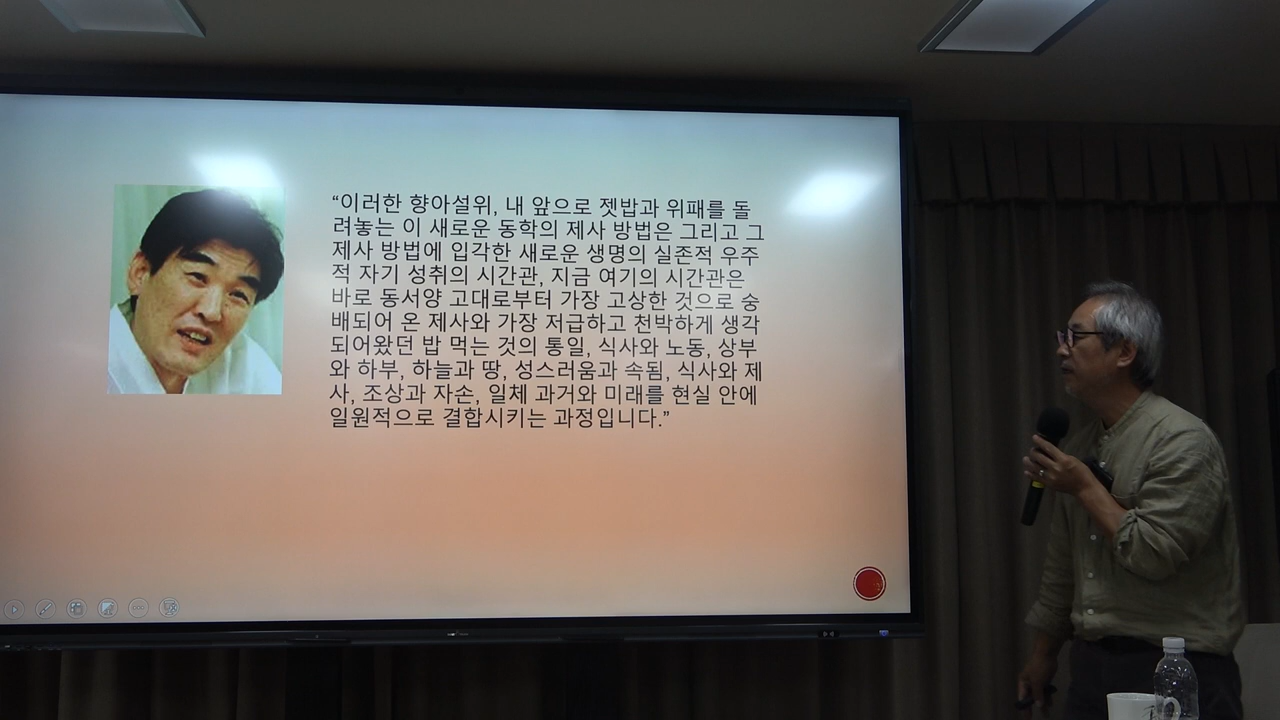 “이러한 향아설위, 내 앞으로 젯밥과 위패를 돌
려놓는 이 새로운 동학의 제사 방법은 그리고 그
제사 방법에 입각한 새로운 생명의 실존적 우주
적 자기 성취의 시간관, 지금 여기의 시간관은
바로 동서양 고대로부터 가장 고상한 것으로 숭
배되어 온 제사와 가장 저급하고 천박하게 생각
되어왔던 밥 먹는 것의 통일, 식사와 노동, 상부
와 하부, 하늘과 땅, 성스러움과 속됨, 식사와 제
사, 조상과 자손, 일체 과거와 미래를 현실 안에
일원적으로 결합시키는 과정입니다.”